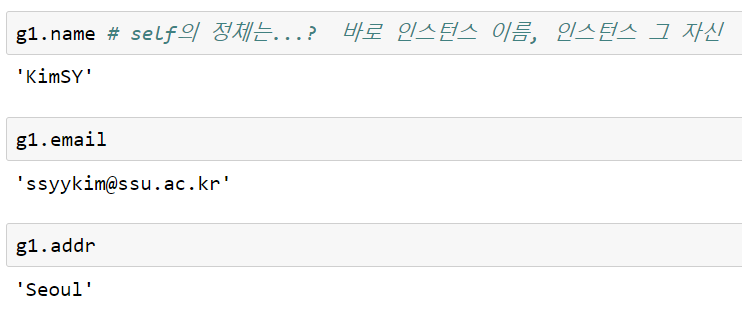 g1.name # self의 정체는...?  바로 인스턴스 이름, 인스턴스 그 자신
'KimSY'
g1.email
'ssyykim@ssu.ac.kr'
g1.addr
'Seoul'